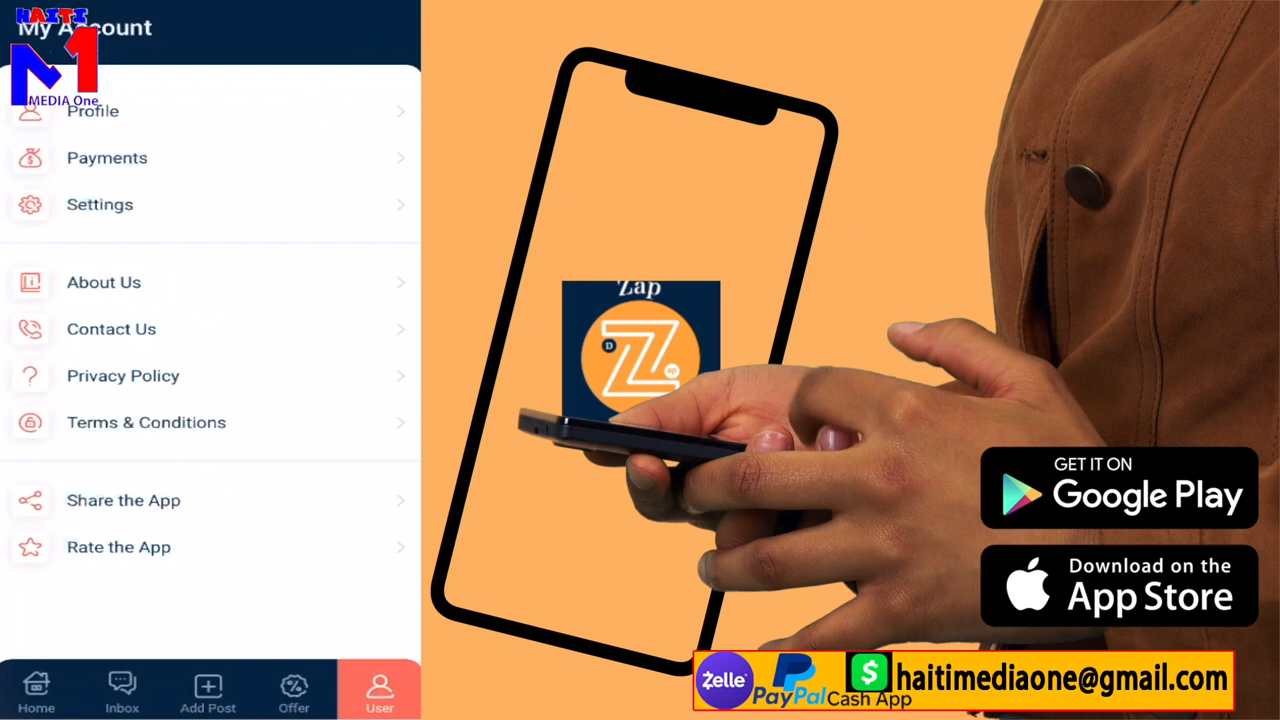 HAITI
M1
MEDIA One
My Account
Profile
Payments
Settings
About Us
Contact Us
Privacy Policy
Terms & Conditions
Share the App
Rate the App
Home
Inbox
Add Post
Offer
User
Zap
D
Z
ap
GET IT ON
Google Play
Download on the
App Store
Zelle
PayPal
$
Cash App
haitimediaone@gmail.com